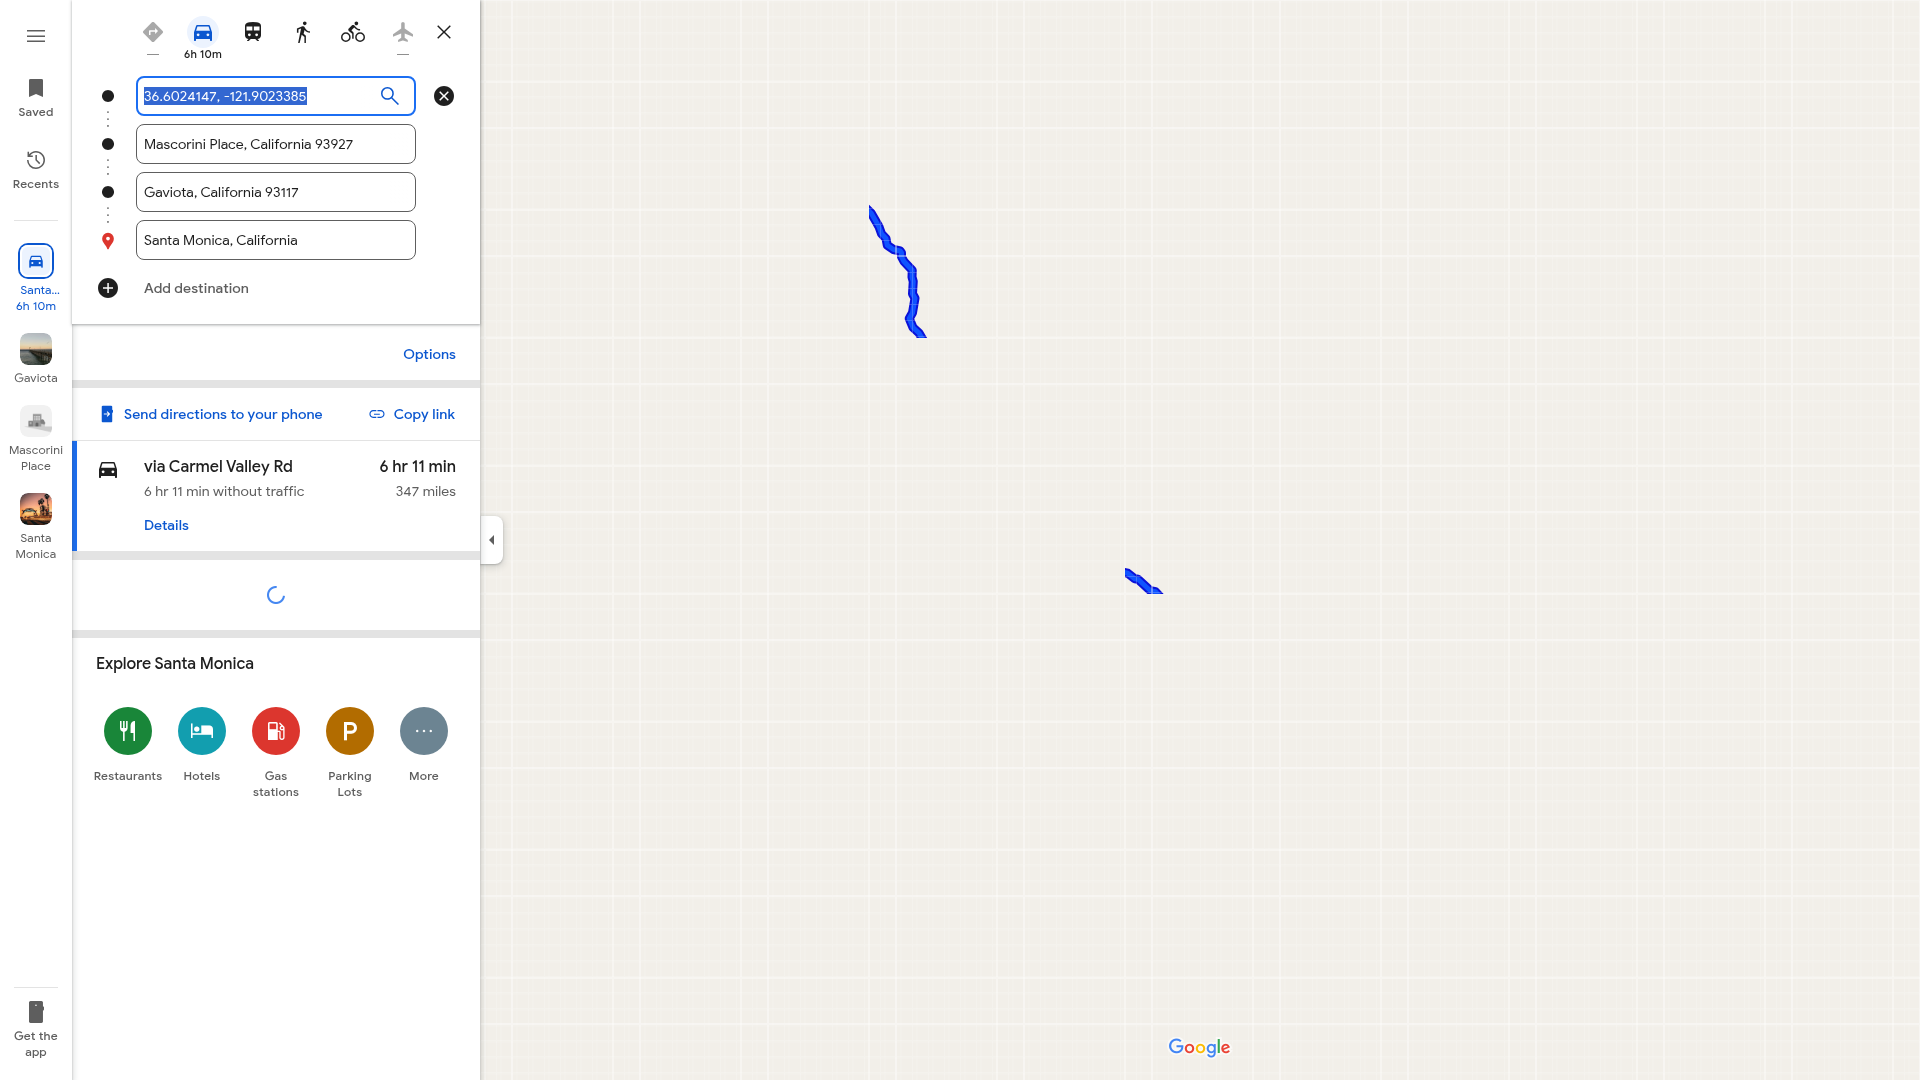 6h 10m
36.6024147, -121.9023385
Mascorini Place, California 93927
Gaviota, California 93117
Santa Monica, California
Add destination
Options
Send directions to your phone
Copy link
via Carmel Valley Rd
6 hr 11 min
6 hr 11 min without traffic
347 miles
Details
Explore Santa Monica
Restaurants
Hotels
Gas
stations
P
Parking
Lots
More
Saved
Recents
Santa...
6h 10m
Gaviota
Mascorini
Place
Santa
Monica
Get the
app
Google